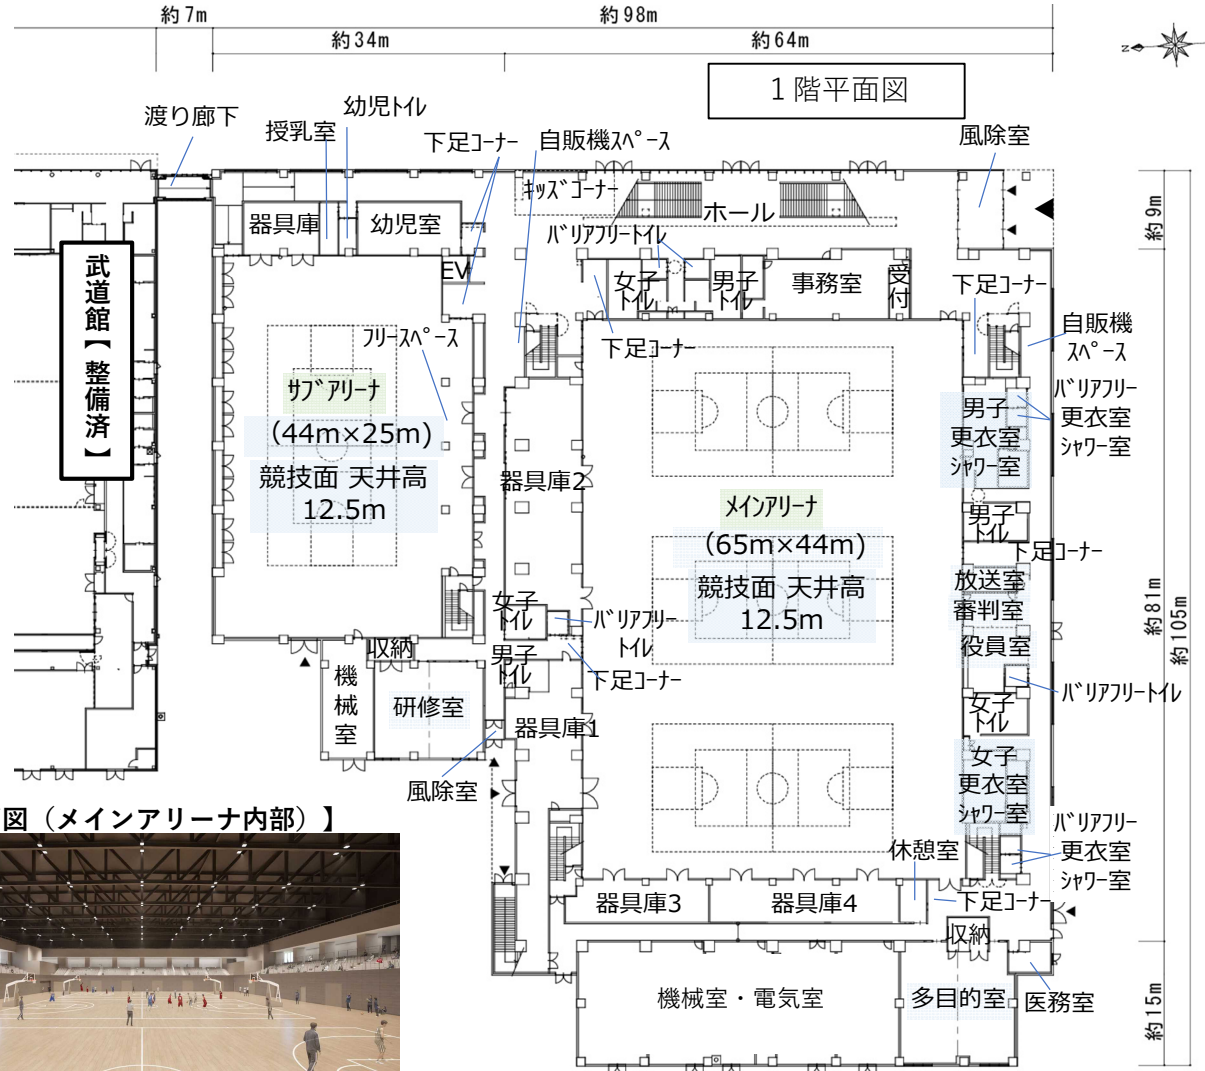 約7m
約98m
約34m
約64m
1階平面図
N
渡り廊下
授乳室
幼児ﾄｲﾚ
下足ｺｰﾅｰ
自販機ｽﾍﾟｰｽ
風除室
ｷｯｽﾞｺｰﾅｰ
ホール
器具庫
幼児室
ﾊﾞﾘｱﾌﾘｰﾄｲﾚ
EV
女子
ﾄｲﾚ
男子
ﾄｲﾚ
事務室
受付
下足ｺｰﾅｰ
約9m
武道館【整備済】
ﾌﾘｰｽﾍﾟｰｽ
下足ｺｰﾅｰ
自販機
ｽﾍﾟｰｽ
ｻﾌﾞｱﾘｰﾅ
（44m×25m)
競技面 天井高
12.5m
器具庫2
男子
更衣室
ｼｬﾜｰ室
ﾊﾞﾘｱﾌﾘｰ
更衣室
ｼｬﾜｰ室
ﾒｲﾝｱﾘｰﾅ
（65m×44m)
競技面 天井高
12.5m
男子
ﾄｲﾚ
下足ｺｰﾅｰ
放送室
審判室
役員室
ﾊﾞﾘｱﾌﾘｰﾄｲﾚ
女子
ﾄｲﾚ
約81m
約105m
女子
ﾄｲﾚ
ﾊﾞﾘｱﾌﾘｰ
ﾄｲﾚ
男子
ﾄｲﾚ
下足ｺｰﾅｰ
収納
機械室
研修室
器具庫1
風除室
女子
更衣室
ｼｬﾜｰ室
図（メインアリーナ内部）】
ﾊﾞﾘｱﾌﾘｰ
更衣室
ｼｬﾜｰ室
休憩室
器具庫3
器具庫4
下足ｺｰﾅｰ
収納
機械室・電気室
多目的室
医務室
約15m